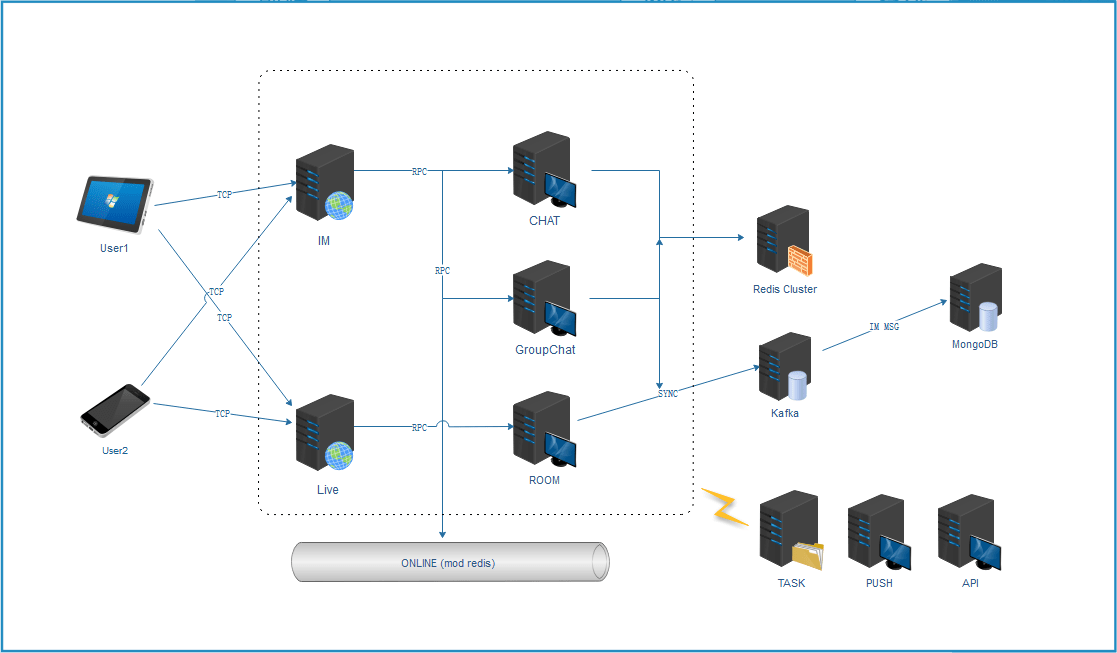 User1
User2
TCP
TCP
TCP
TCP
IM
Live
RPC
RPC
RPC
CHAT
GroupChat
ROOM
SYNC
Redis Cluster
Kafka
IM MSG
MongoDB
ONLINE (mod redis)
TASK
PUSH
API